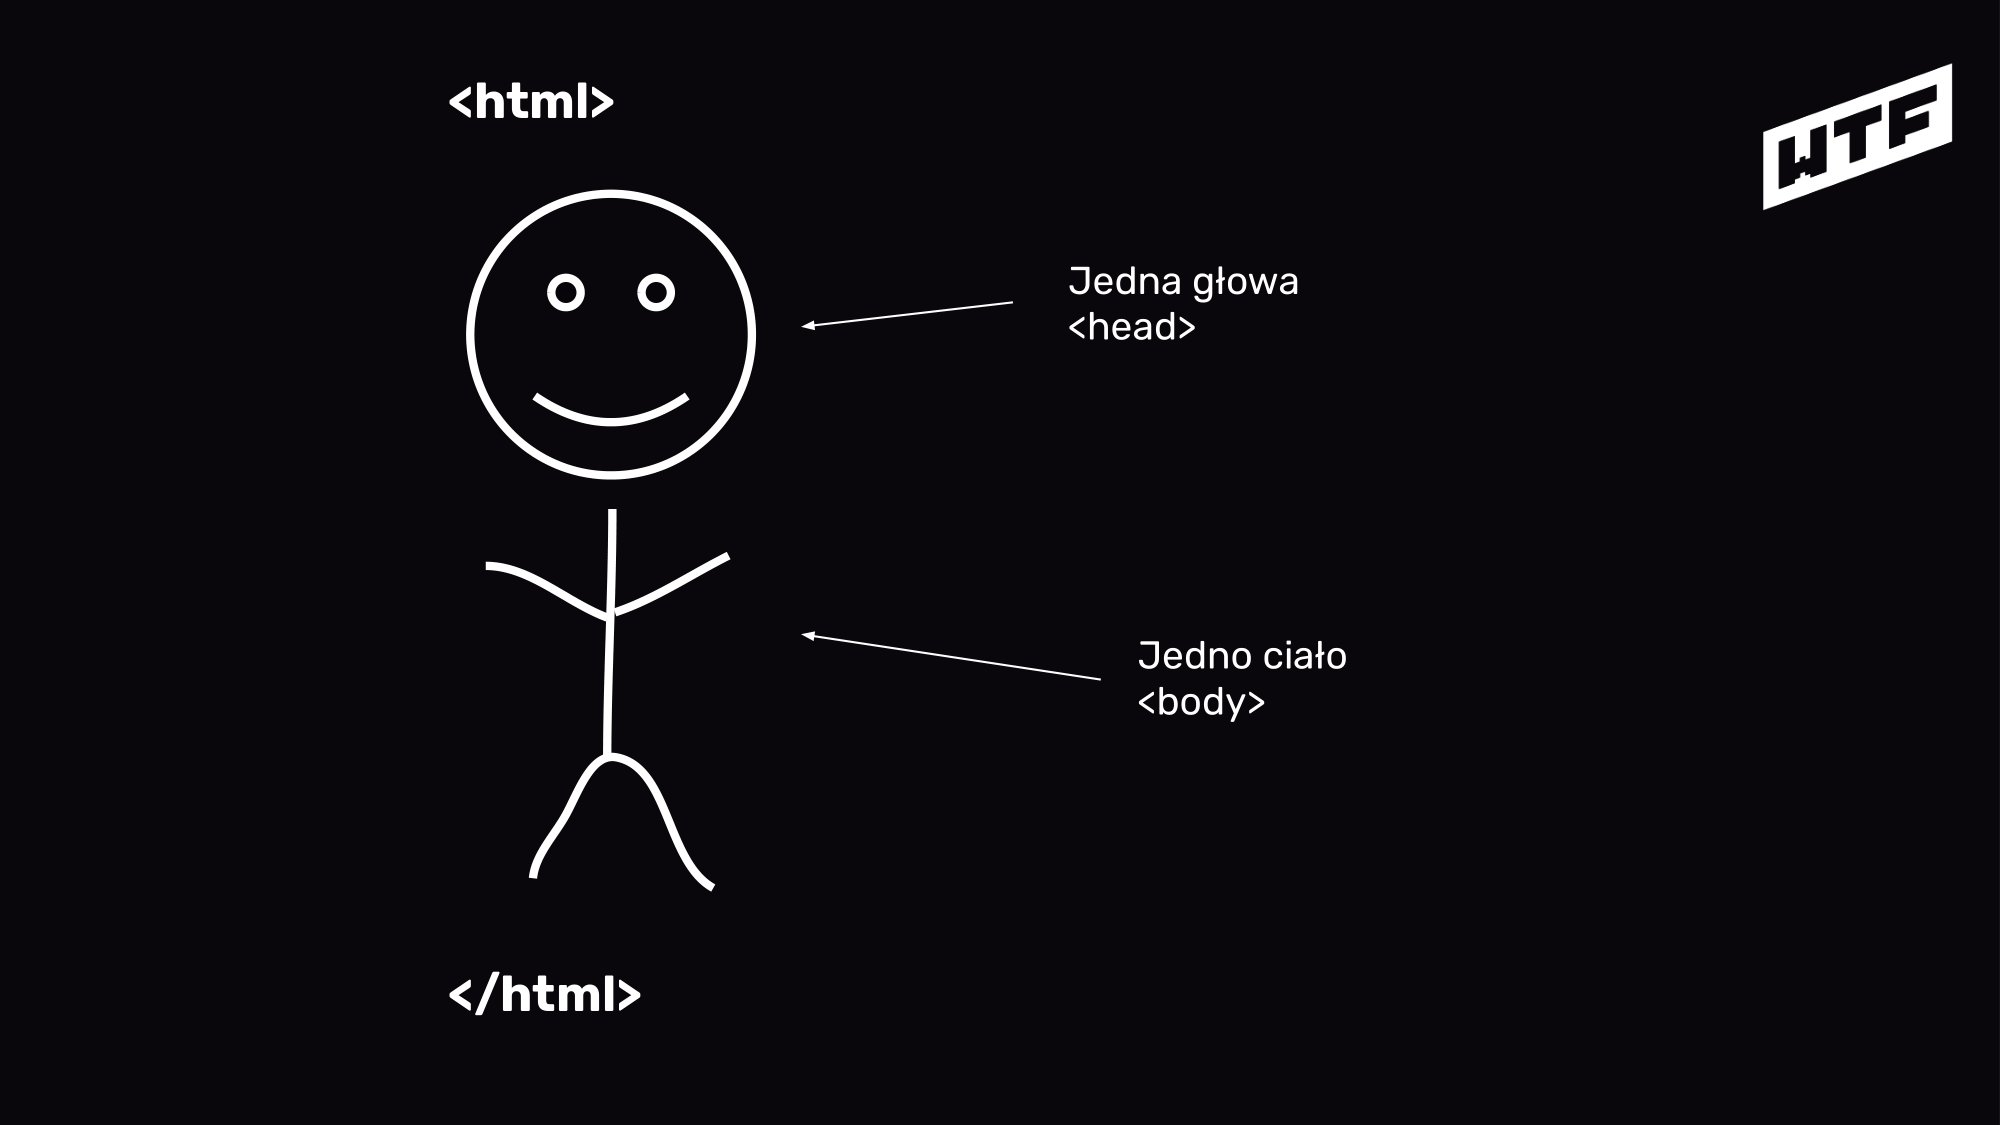 <html>
WTF
Jedna głowa
<head>
Jedno ciało
<body>
</html>